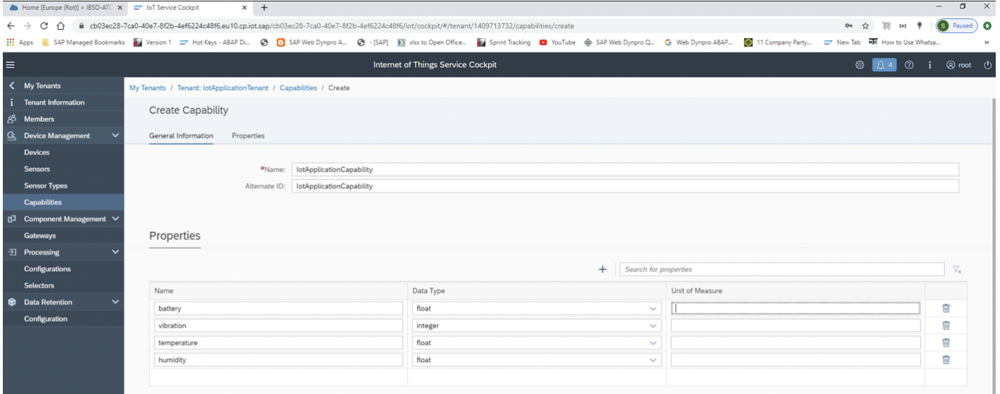 Home [Europe (Rot)] > IBSO-ATC
IoT Service Cockpit
cb03ec28-7ca0-40e7-8f2b-4ef6224c48f6.eu10.cp.iot.sap/cb03ec28-7ca0-40e7-8f2b-4ef6224c48f6/iot/cockpit/#/tenant/1409713732/capabilities/create
S Paused
Apps SAP Managed Bookmarks Version 1 Hot Keys - ABAP Di... SAP Web Dynpro A... - [SAP] xlsx to Open Office... Sprint Tracking YouTube SAP Web Dynpro Q... G Web Dynpro ABAP... 11 Company Party... New Tab How to Use Whatsa... »
Internet of Things Service Cockpit
4 root
My Tenants
Tenant Information
Members
Device Management
Devices
Sensors
Sensor Types
Capabilities
Component Management
Gateways
Processing
Configurations
Selectors
Data Retention
Configuration
My Tenants / Tenant: IotApplicationTenant / Capabilities / Create
Create Capability
General Information Properties
*Name: IotApplicationCapability
Alternate ID: IotApplicationCapability
Properties
Search for properties
Name Data Type Unit of Measure
battery float
vibration integer
temperature float
humidity float